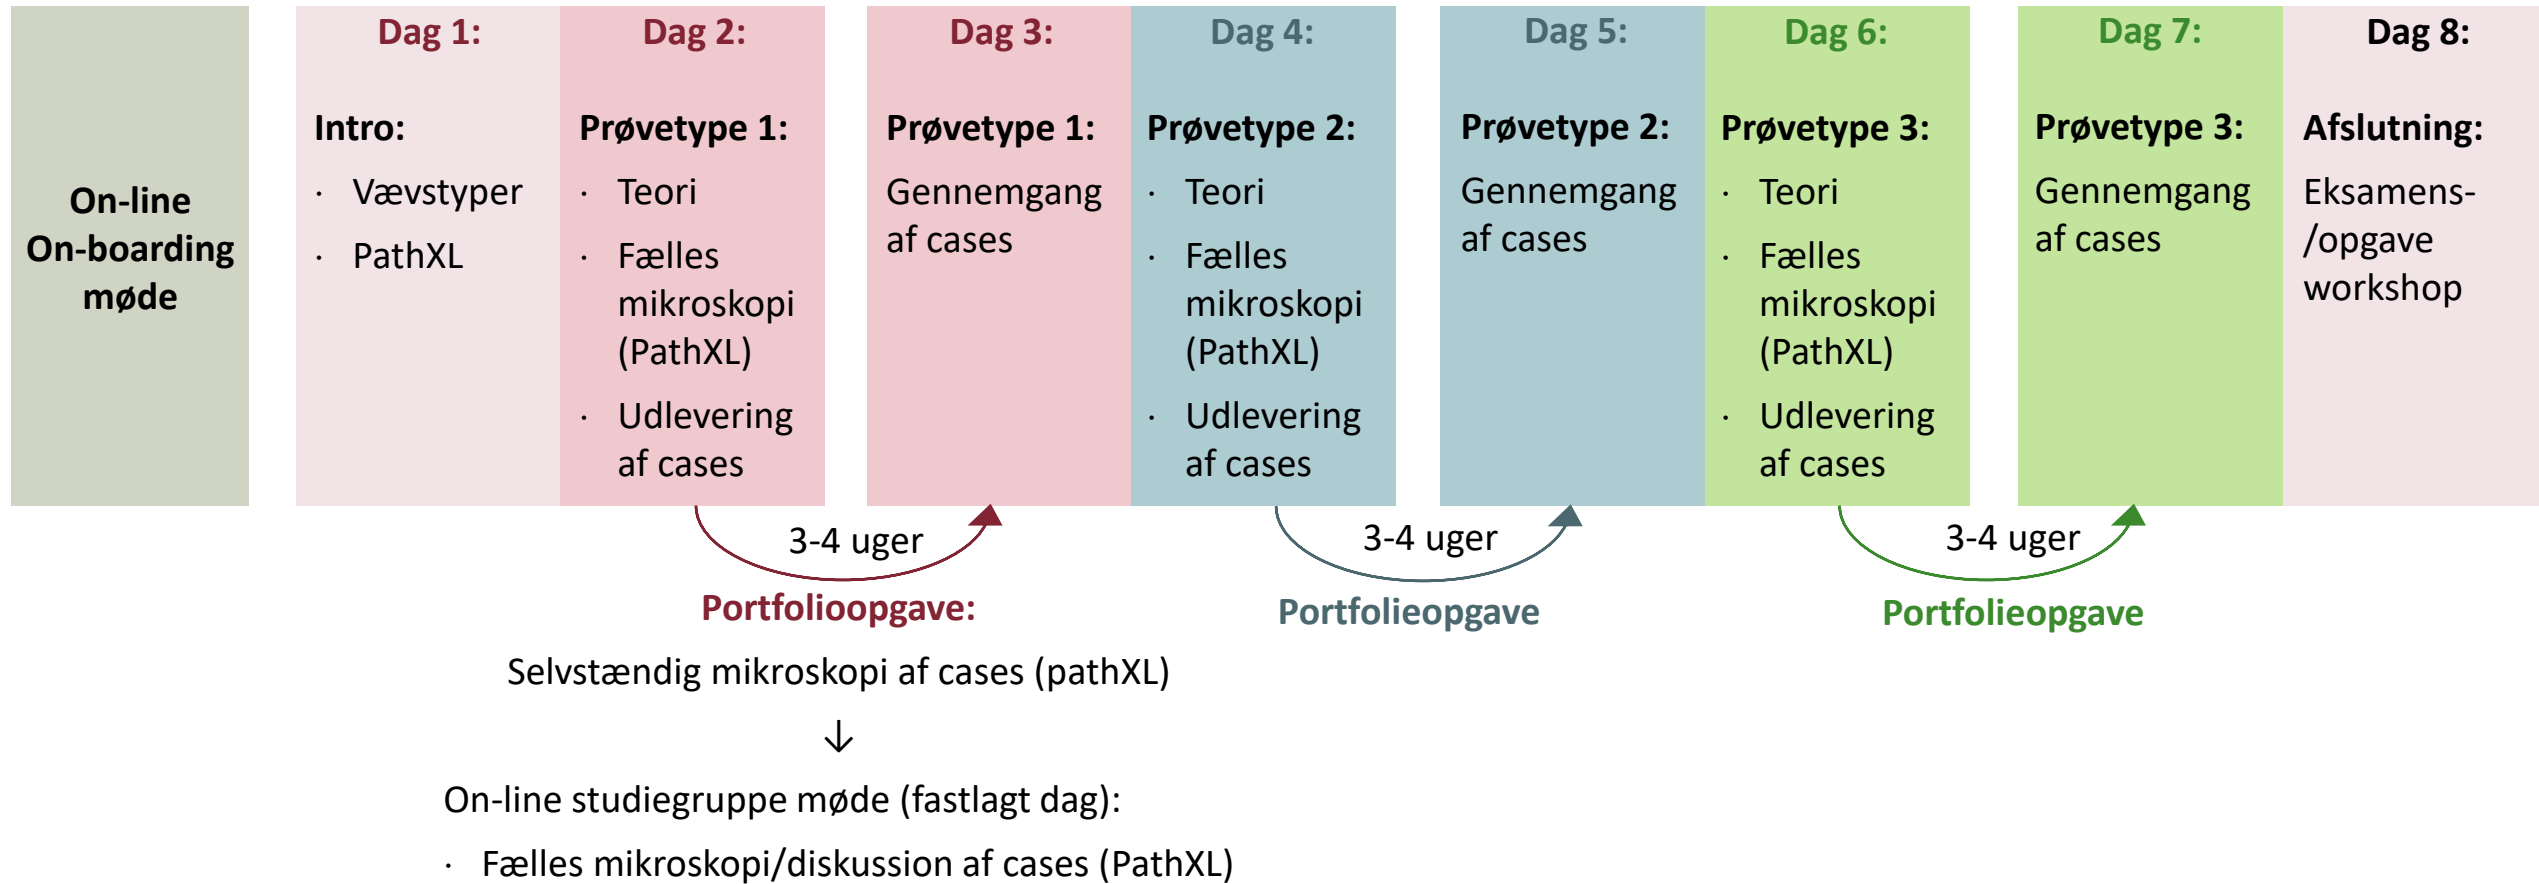 On-line
On-boarding
møde
Dag 1:
Intro:
· Vævstyper
· PathXL
Dag 2:
Prøvetype 1:
· Teori
· Fælles
mikroskopi
(PathXL)
· Udlevering
af cases
Dag 3:
Prøvetype 1:
Gennemgang
af cases
Dag 4:
Prøvetype 2:
· Teori
· Fælles
mikroskopi
(PathXL)
· Udlevering
af cases
Dag 5:
Prøvetype 2:
Gennemgang
af cases
Dag 6:
Prøvetype 3:
· Teori
· Fælles
mikroskopi
(PathXL)
· Udlevering
af cases
Dag 7:
Prøvetype 3:
Gennemgang
af cases
Dag 8:
Afslutning:
Eksamens-
/opgave
workshop
3-4 uger
Portfolioopgave:
Selvstændig mikroskopi af cases (pathXL)
↓
On-line studiegruppe møde (fastlagt dag):
· Fælles mikroskopi/diskussion af cases (PathXL)
3-4 uger
Portfolieopgave
3-4 uger
Portfolieopgave